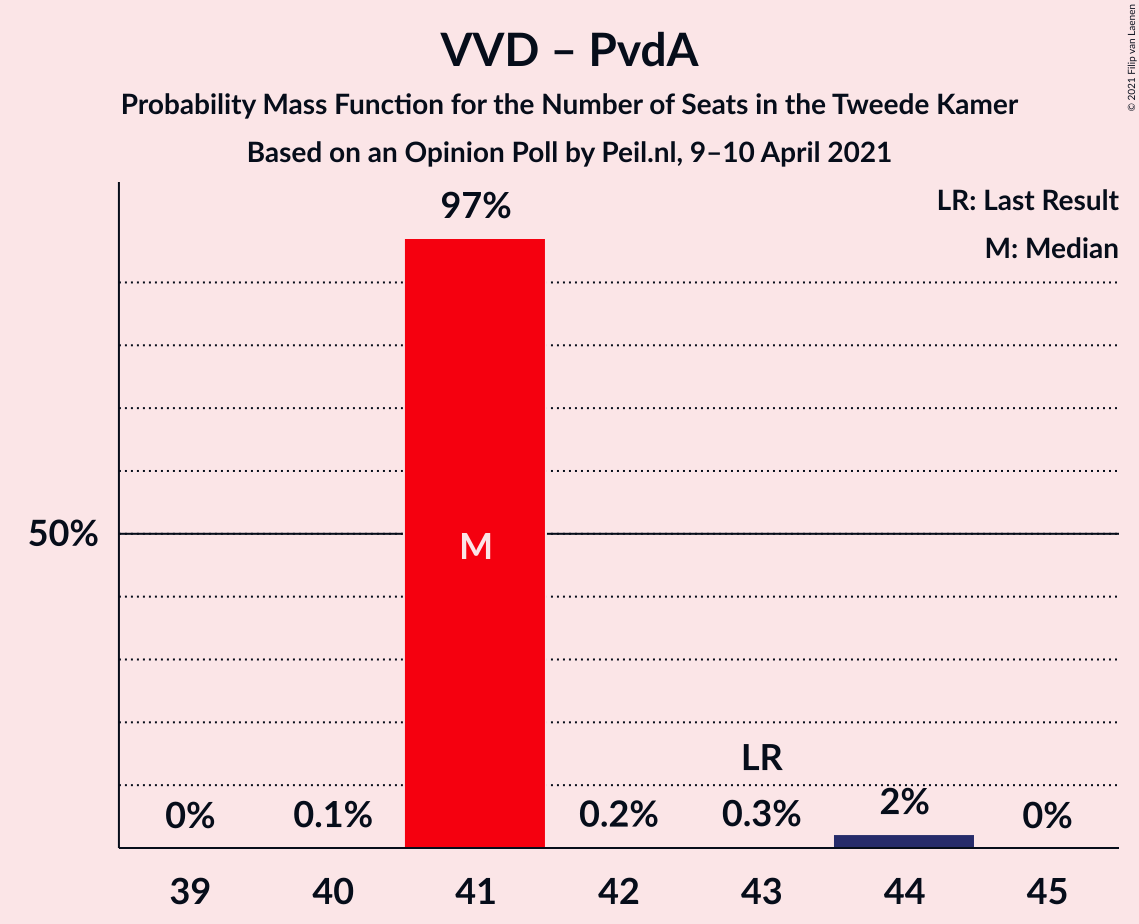 VVD – PvdA
Probability Mass Function for the Number of Seats in the Tweede Kamer
Based on an Opinion Poll by Peil.nl, 9–10 April 2021
© 2021 Filip van Laenen
LR: Last Result
M: Median
97%
50%
M
LR
0%
0.1%
0.2%
0.3%
2%
0%
39
40
41
42
43
44
45